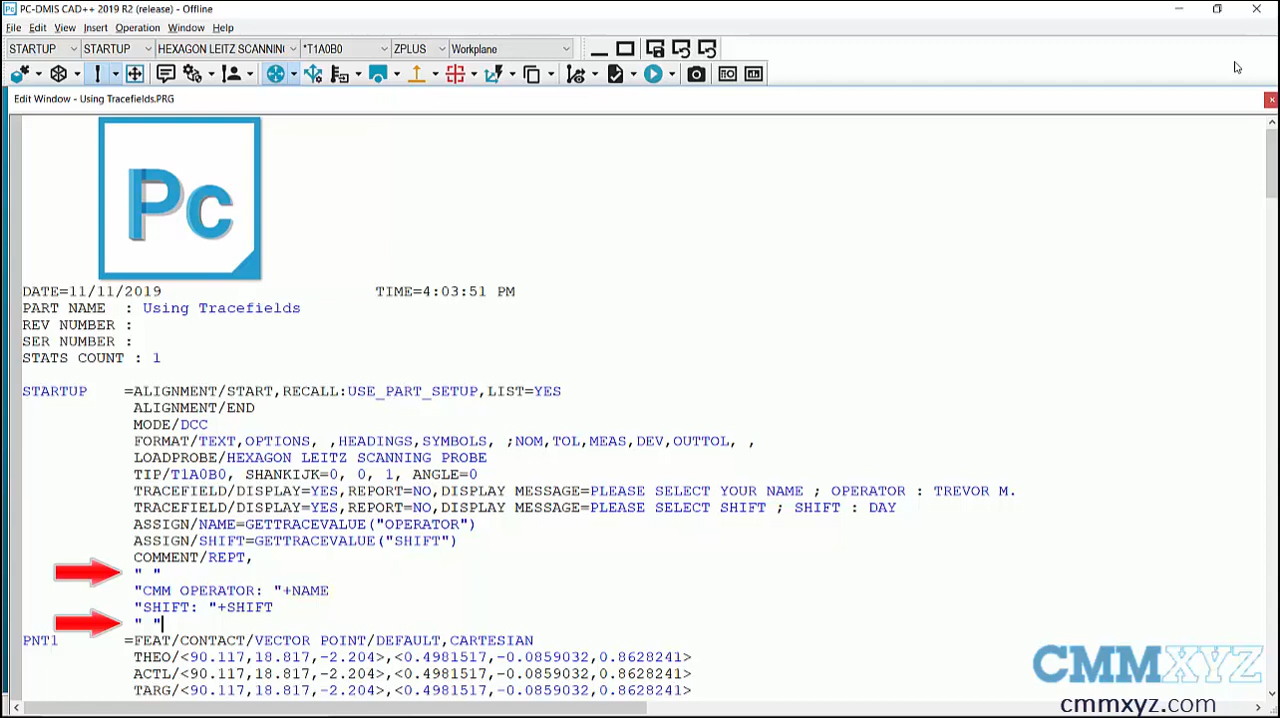 PC-DMIS CAD++ 2019 R2 (release) - Offline
File Edit View Insert Operation Window Help
STARTUP STARTUP HEXAGON LEITZ SCANNIN *T1A0B0 ZPLUS Workplane
Edit Window - Using Tracefields.PRG
Pc
DATE=11/11/2019 TIME=4:03:51 PM
PART NAME : Using Tracefields
REV NUMBER :
SER NUMBER :
STATS COUNT : 1
STARTUP =ALIGNMENT/START,RECALL:USE_PART_SETUP,LIST=YES
ALIGNMENT/END
MODE/DCC
FORMAT/TEXT,OPTIONS, ,HEADINGS,SYMBOLS, ;NOM,TOL,MEAS,DEV,OUTTOL, ,
LOADPROBE/HEXAGON LEITZ SCANNING PROBE
TIP/T1A0B0, SHANKIJK=0, 0, 1, ANGLE=0
TRACEFIELD/DISPLAY=YES,REPORT=NO,DISPLAY MESSAGE=PLEASE SELECT YOUR NAME ; OPERATOR : TREVOR M.
TRACEFIELD/DISPLAY=YES,REPORT=NO,DISPLAY MESSAGE=PLEASE SELECT SHIFT ; SHIFT : DAY
ASSIGN/NAME=GETTRACEVALUE("OPERATOR")
ASSIGN/SHIFT=GETTRACEVALUE("SHIFT")
COMMENT/REPT,
" "
"CMM OPERATOR: "+NAME
"SHIFT: "+SHIFT
" "
PNT1 =FEAT/CONTACT/VECTOR POINT/DEFAULT,CARTESIAN
THEO/<90.117,18.817,-2.204>,<0.4981517,-0.0859032,0.8628241>
ACTL/<90.117,18.817,-2.204>,<0.4981517,-0.0859032,0.8628241>
TARG/<90.117,18.817,-2.204>,<0.4981517,-0.0859032,0.8628241>
CMMXYZ
cmmxyz.com